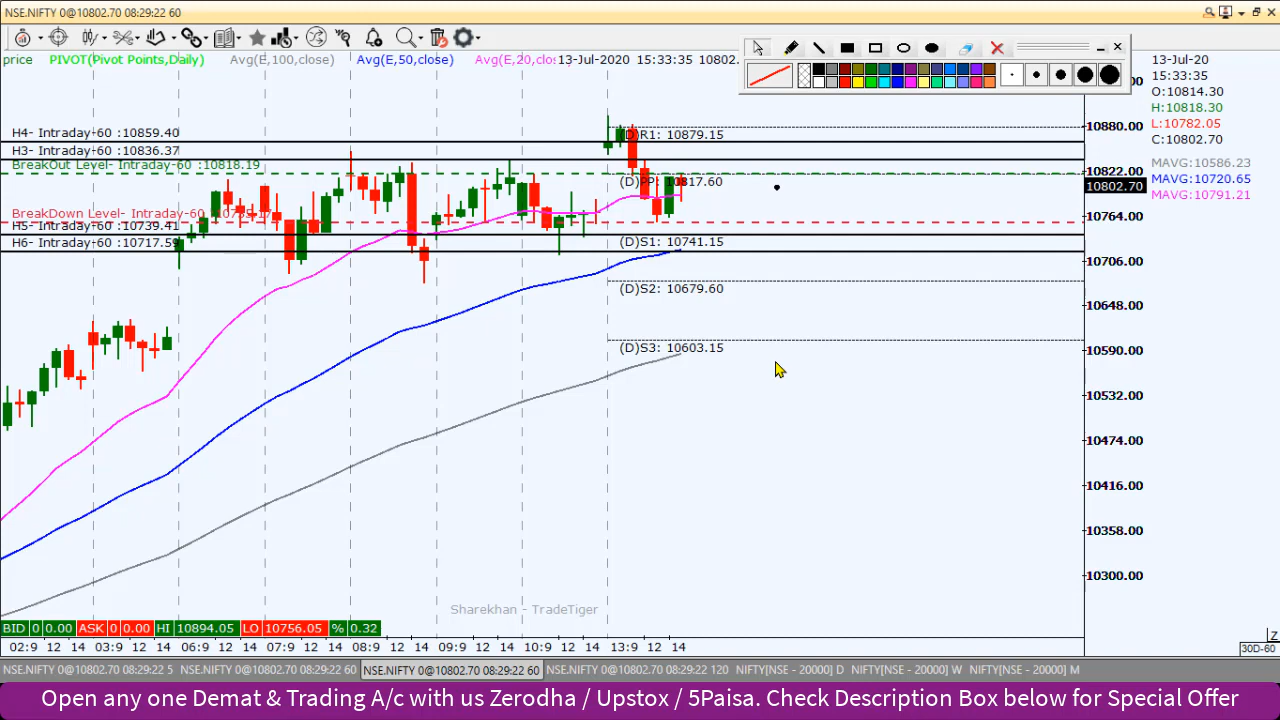 NSE.NIFTY 0@10802.70 08:29:22 60
price PIVOT(Pivot Points,Daily) Avg(E,100,close) Avg(E,50,close) Avg(E,20,clos 13-Jul-2020 15:33:35 10802.
13-Jul-20
15:33:35
O:10814.30
H:10818.30
L:10782.05
C:10802.70
MAVG:10586.23
MAVG:10720.65
MAVG:10791.21
H4- Intraday-60 :10859.40
H3- Intraday-60 :10836.37
BreakOut Level- Intraday-60 :10818.19
BreakDown Level- Intraday-60
H5- Intraday-60 :10739.41
H6- Intraday-60 :10717.59
(D)R1: 10879.15
(D)PP: 10817.60
(D)S1: 10741.15
(D)S2: 10679.60
(D)S3: 10603.15
10880.00
10822.00
10802.70
10764.00
10706.00
10648.00
10590.00
10532.00
10474.00
10416.00
10358.00
10300.00
Sharekhan - TradeTiger
BID 0 0.00 ASK 0 0.00 HI 10894.05 LO 10756.05 % 0.32
02:9 12 14 03:9 12 14 06:9 12 14 07:9 12 14 08:9 12 14 09:9 12 14 10:9 12 14 13:9 12 14
Z
30D-60
NSE.NIFTY 0@10802.70 08:29:22 5 NSE.NIFTY 0@10802.70 08:29:22 60 NSE.NIFTY 0@10802.70 08:29:22 60 NSE.NIFTY 0@10802.70 08:29:22 120 NIFTY[NSE - 20000] D NIFTY[NSE - 20000] W NIFTY[NSE - 20000] M
Open any one Demat & Trading A/c with us Zerodha / Upstox / 5Paisa. Check Description Box below for Special Offer